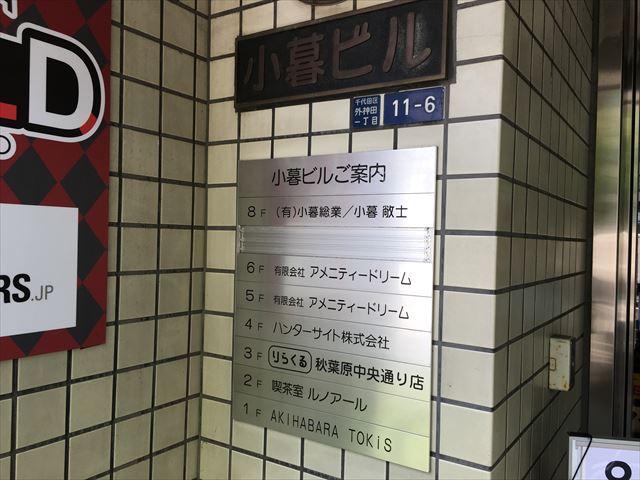 小暮ビル
千代田区
外神田
一丁目
11-6
小暮ビルご案内
8F (有)小暮総業/小暮 敞士
6F 有限会社 アメニティードリーム
5F 有限会社 アメニティードリーム
4F ハンターサイト株式会社
3F りらくる 秋葉原中央通り店
2F 喫茶室 ルノアール
1F AKIHABARA TOKiS
LD
RS.JP